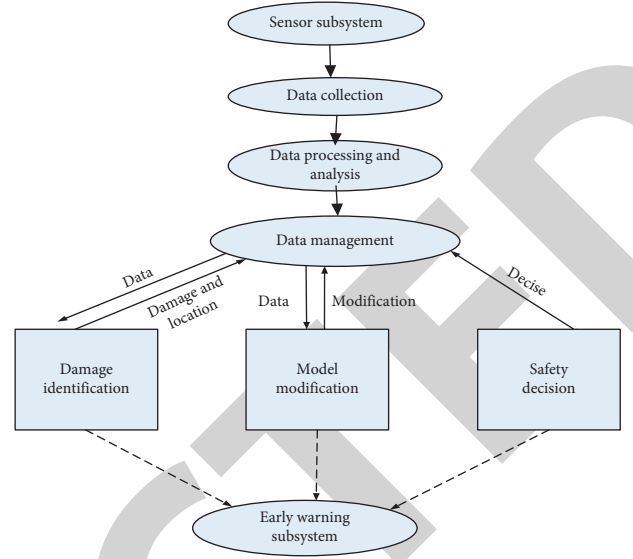 Sensor subsystem
Data collection
Data processing and
analysis
Data management
Data
Damage and
location
Data
Modification
Decise
Damage
identification
Model
modification
Safety
decision
Early warning
subsystem
CTED